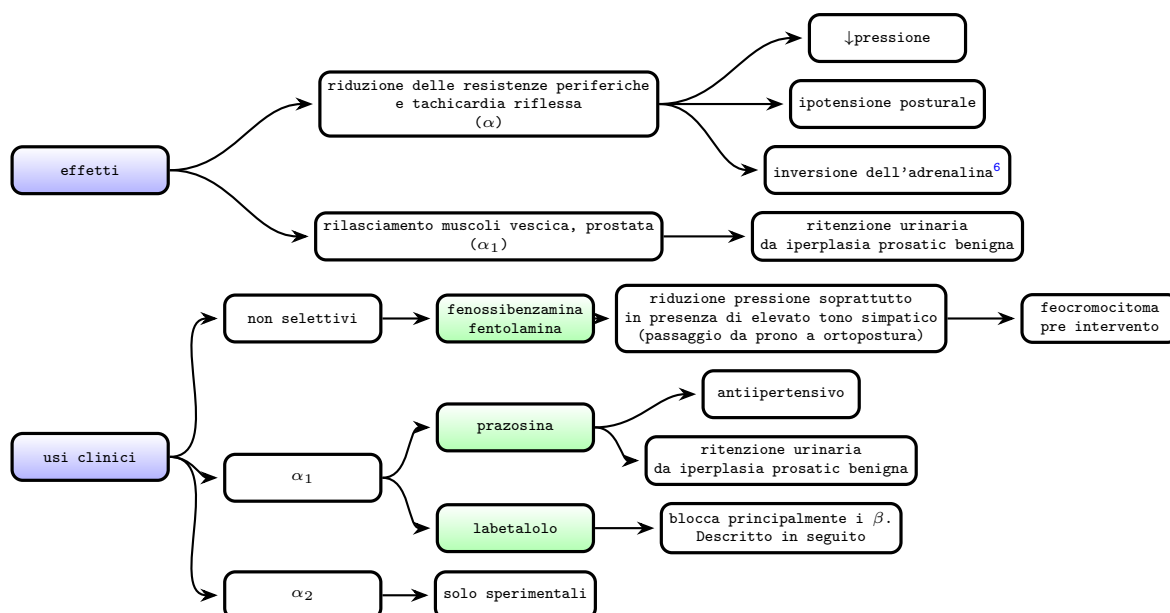 ↓pressione
riduzione delle resistenze periferiche
e tachicardia riflessa
(α)
ipotensione posturale
effetti
inversione dell'adrenalina⁶
rilasciamento muscoli vescica, prostata
(α₁)
ritenzione urinaria
da iperplasia prosatic benigna
non selettivi
fenossibenzamina
fentolamina
riduzione pressione soprattutto
in presenza di elevato tono simpatico
(passaggio da prono a ortopostura)
feocromocitoma
pre intervento
antiipertensivo
prazosina
usi clinici
ritenzione urinaria
da iperplasia prosatic benigna
α₁
labetalolo
blocca principalmente i β.
Descritto in seguito
α₂
solo sperimentali